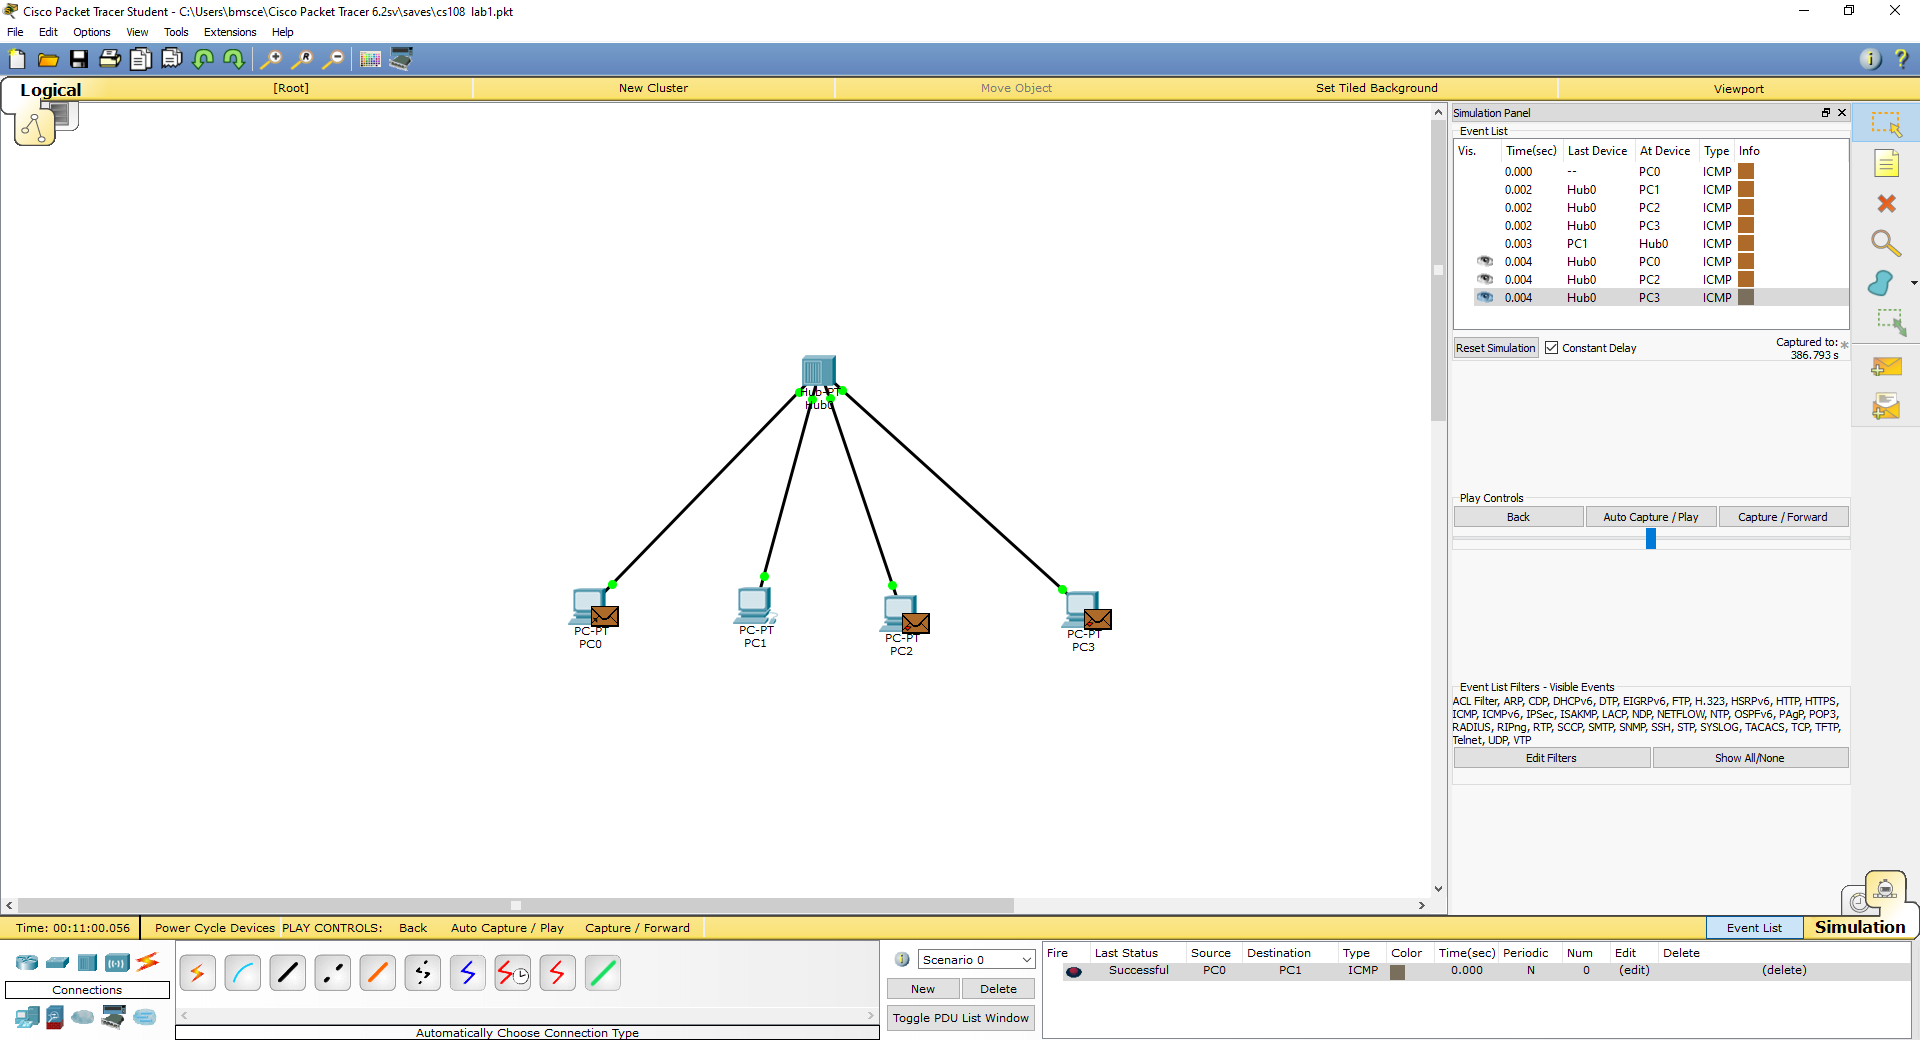 Cisco Packet Tracer Student - C:\Users\bmsce\Cisco Packet Tracer 6.2sv\saves\cs108 lab1.pkt
File Edit Options View Tools Extensions Help
Logical [Root] New Cluster Move Object Set Tiled Background Viewport
Hub-PT
Hub0
PC-PT
PC0
PC-PT
PC1
PC-PT
PC2
PC-PT
PC3
Simulation Panel
Event List
Vis. Time(sec) Last Device At Device Type Info
0.000 -- PC0 ICMP
0.002 Hub0 PC1 ICMP
0.002 Hub0 PC2 ICMP
0.002 Hub0 PC3 ICMP
0.003 PC1 Hub0 ICMP
0.004 Hub0 PC0 ICMP
0.004 Hub0 PC2 ICMP
0.004 Hub0 PC3 ICMP
Reset Simulation Constant Delay Captured to: *
386.793 s
Play Controls
Back Auto Capture / Play Capture / Forward
Event List Filters - Visible Events
ACL Filter, ARP, CDP, DHCPv6, DTP, EIGRPv6, FTP, H.323, HSRPv6, HTTP, HTTPS,
ICMP, ICMPv6, IPSec, ISAKMP, LACP, NDP, NETFLOW, NTP, OSPFv6, PAgP, POP3,
RADIUS, RIPng, RTP, SCCP, SMTP, SNMP, SSH, STP, SYSLOG, TACACS, TCP, TFTP,
Telnet, UDP, VTP
Edit Filters Show All/None
Time: 00:11:00.056 Power Cycle Devices PLAY CONTROLS: Back Auto Capture / Play Capture / Forward Event List Simulation
Connections
Automatically Choose Connection Type
Scenario 0
New Delete
Toggle PDU List Window
Fire Last Status Source Destination Type Color Time(sec) Periodic Num Edit Delete
Successful PC0 PC1 ICMP 0.000 N 0 (edit) (delete)